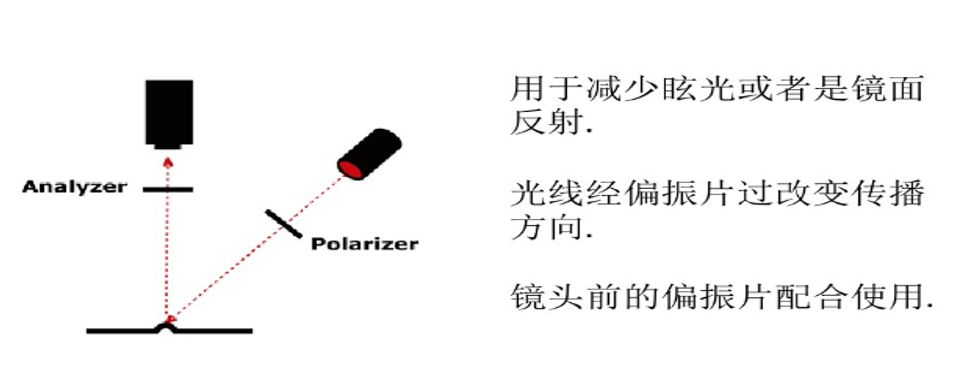 用于减少眩光或者是镜面
反射.
Analyzer
光线经偏振片过改变传播
方向.
Polarizer
镜头前的偏振片配合使用.